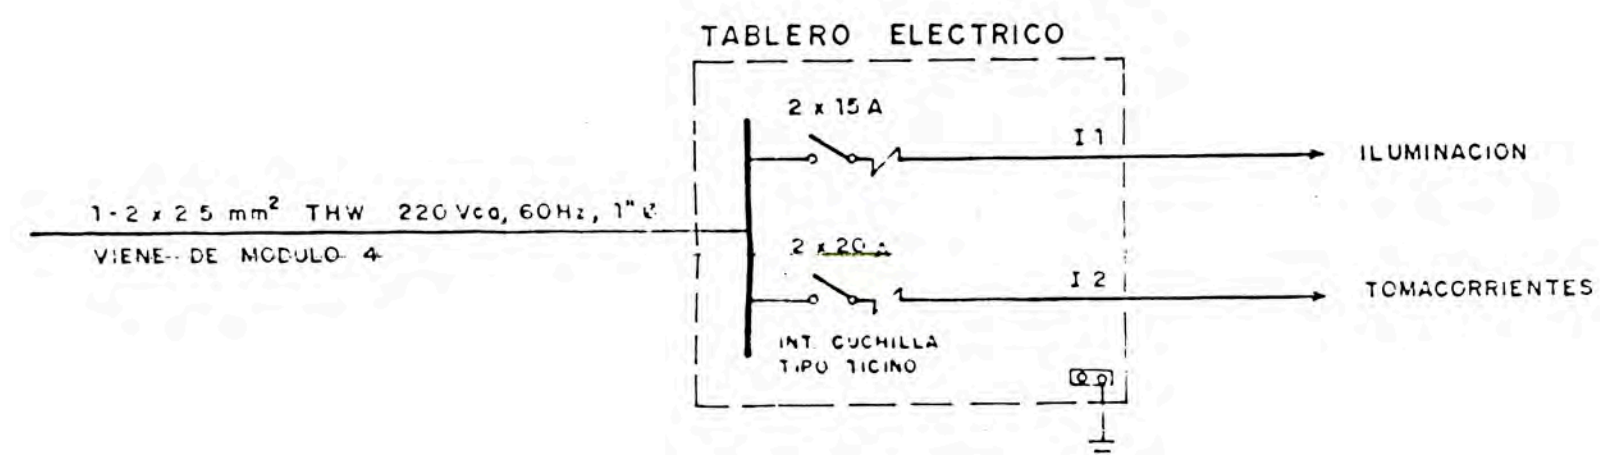 TABLERO ELECTRICO
2 x 15 A
I 1
ILUMINACION
1 - 2 x 2 5 mm² THW 220 Vca, 60Hz, 1" ø
VIENE DE MODULO 4
2 x 20 A
I 2
TOMACORRIENTES
INT. CUCHILLA
TIPO TICINO